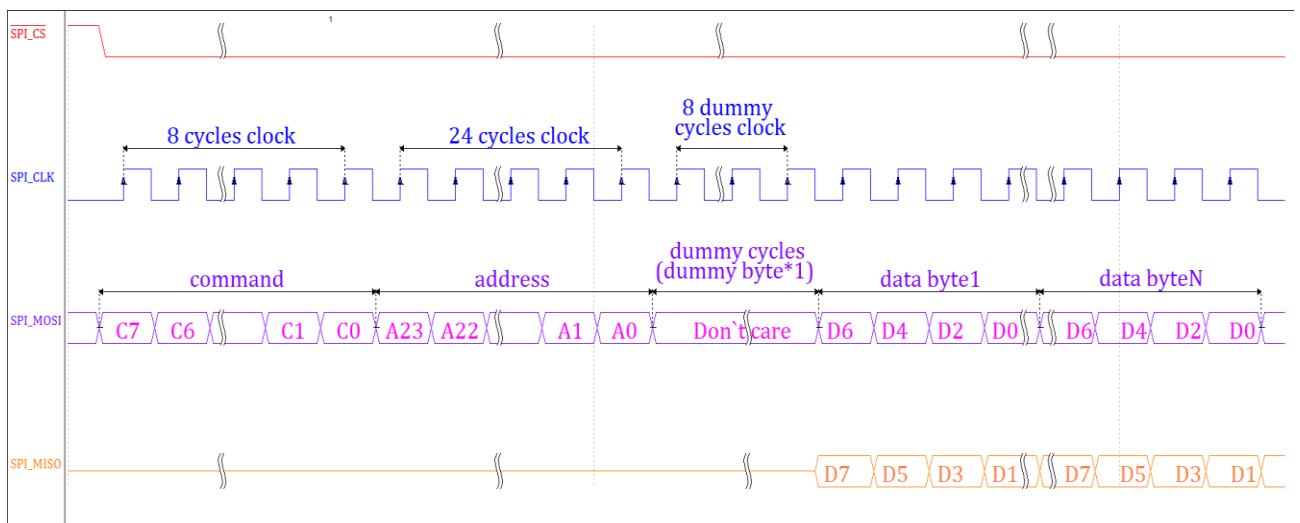 1
SPI_CS
8 dummy
8 cycles clock
24 cycles clock
cycles clock
SPI_CLK
dummy cycles
command
address
(dummy byte*1)
data byte1
data byteN
SPI_MOSI
C7 C6 C1 C0 A23 A22 A1 A0 Don`t care D6 D4 D2 D0 D6 D4 D2 D0
SPI_MISO
D7 D5 D3 D1 D7 D5 D3 D1